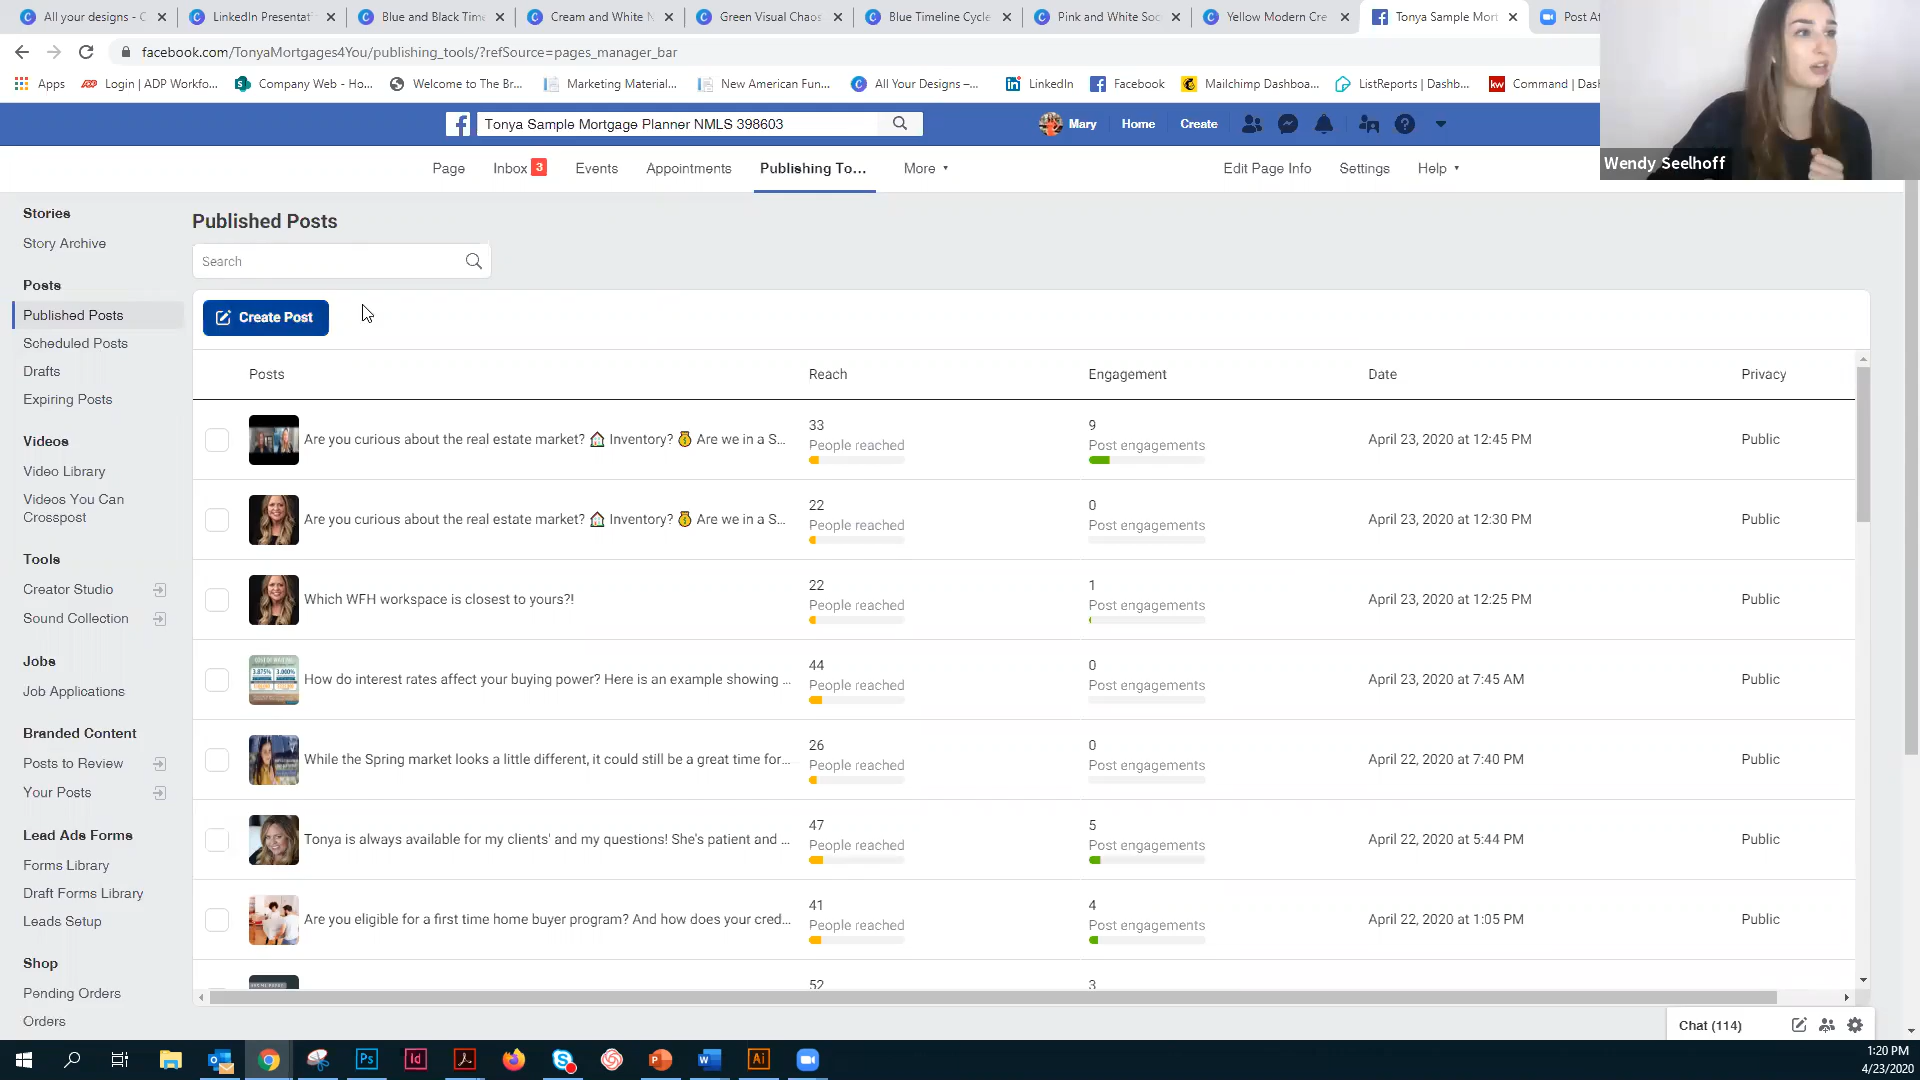 All your designs - C
LinkedIn Presentat
Blue and Black Time
Cream and White N
Green Visual Chaos
Blue Timeline Cycle
Pink and White Soc
Yellow Modern Cre
Tonya Sample Mort
Post At
facebook.com/TonyaMortgages4You/publishing_tools/?refSource=pages_manager_bar
Apps
Login | ADP Workfo...
Company Web - Ho...
Welcome to The Br...
Marketing Material...
New American Fun...
All Your Designs –...
LinkedIn
Facebook
Mailchimp Dashboa...
ListReports | Dashb...
Command | Das
Tonya Sample Mortgage Planner NMLS 398603
Mary
Home
Create
Wendy Seelhoff
Page
Inbox 3
Events
Appointments
Publishing To...
More
Edit Page Info
Settings
Help
Stories
Story Archive
Posts
Published Posts
Scheduled Posts
Drafts
Expiring Posts
Videos
Video Library
Videos You Can
Crosspost
Tools
Creator Studio
Sound Collection
Jobs
Job Applications
Branded Content
Posts to Review
Your Posts
Lead Ads Forms
Forms Library
Draft Forms Library
Leads Setup
Shop
Pending Orders
Orders
Published Posts
Search
Create Post
Posts
Reach
Engagement
Date
Privacy
Are you curious about the real estate market? 🏠 Inventory? 💰 Are we in a S...
33
People reached
9
Post engagements
April 23, 2020 at 12:45 PM
Public
Are you curious about the real estate market? 🏠 Inventory? 💰 Are we in a S...
22
People reached
0
Post engagements
April 23, 2020 at 12:30 PM
Public
Which WFH workspace is closest to yours?!
22
People reached
1
Post engagements
April 23, 2020 at 12:25 PM
Public
3.875% 3.000%
How do interest rates affect your buying power? Here is an example showing ...
44
People reached
0
Post engagements
April 23, 2020 at 7:45 AM
Public
While the Spring market looks a little different, it could still be a great time for...
26
People reached
0
Post engagements
April 22, 2020 at 7:40 PM
Public
Tonya is always available for my clients' and my questions! She's patient and ...
47
People reached
5
Post engagements
April 22, 2020 at 5:44 PM
Public
Are you eligible for a first time home buyer program? And how does your cred...
41
People reached
4
Post engagements
April 22, 2020 at 1:05 PM
Public
52
3
Chat (114)
1:20 PM
4/23/2020